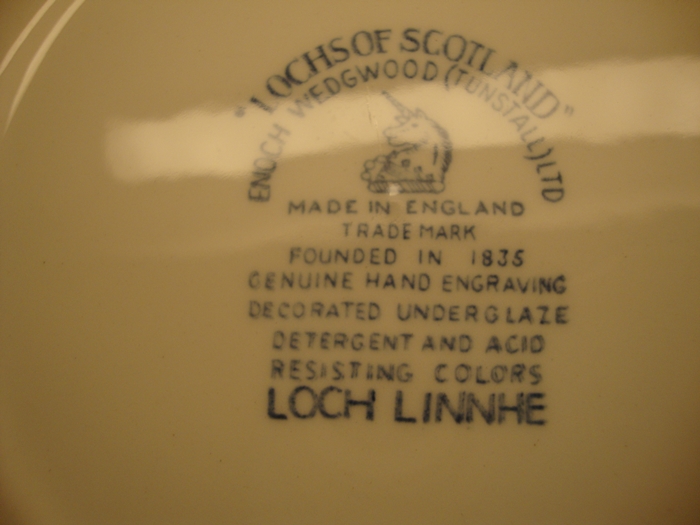 "LOCHS OF SCOTLAND"
ENOCH WEDGWOOD (TUNSTALL) LTD
MADE IN ENGLAND
TRADE MARK
FOUNDED IN 1835
GENUINE HAND ENGRAVING
DECORATED UNDERGLAZE
DETERGENT AND ACID
RESISTING COLORS
LOCH LINNHE